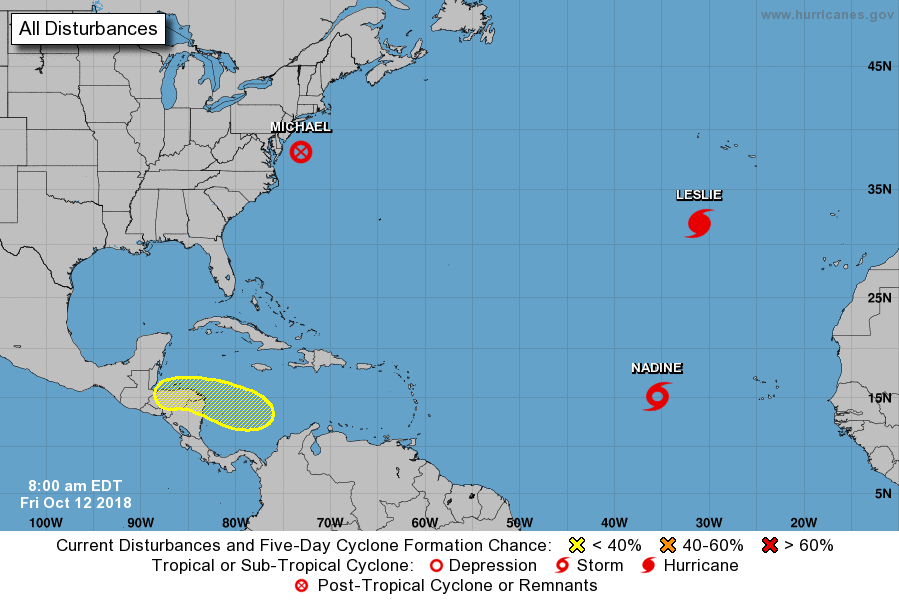 www.hurricanes.gov
All Disturbances
45N
MICHAEL
35N
LESLIE
25N
NADINE
15N
8:00 am EDT
Fri Oct 12 2018
5N
100W 90W 80W 70W 60W 50W 40W 30W 20W
Current Disturbances and Five-Day Cyclone Formation Chance: < 40% 40-60% > 60%
Tropical or Sub-Tropical Cyclone: Depression Storm Hurricane
Post-Tropical Cyclone or Remnants